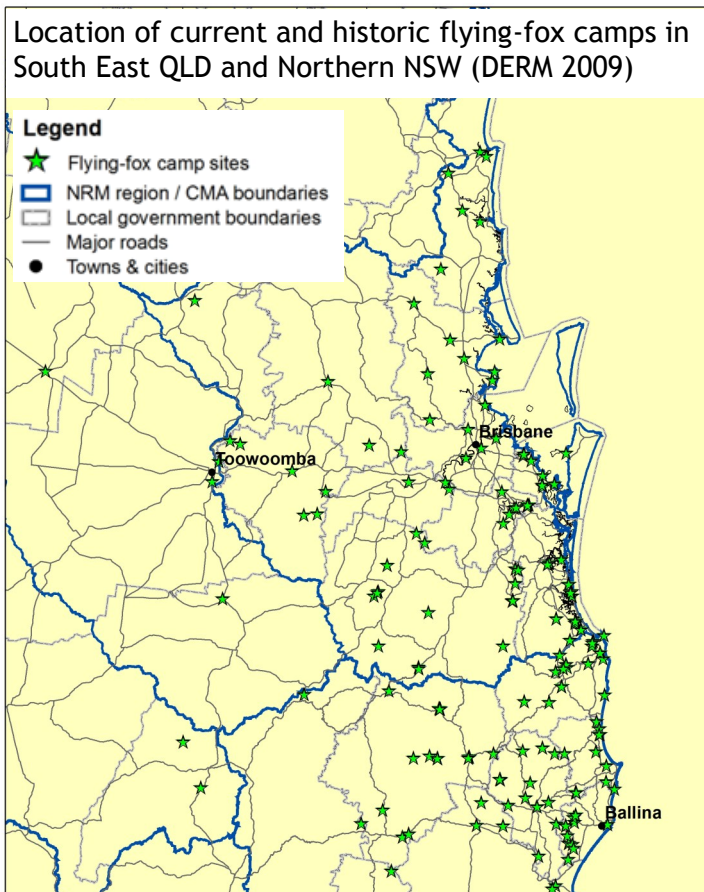 Location of current and historic flying-fox camps in
South East QLD and Northern NSW (DERM 2009)
Legend
Flying-fox camp sites
NRM region / CMA boundaries
Local government boundaries
Major roads
Towns & cities
Brisbane
Toowoomba
Ballina